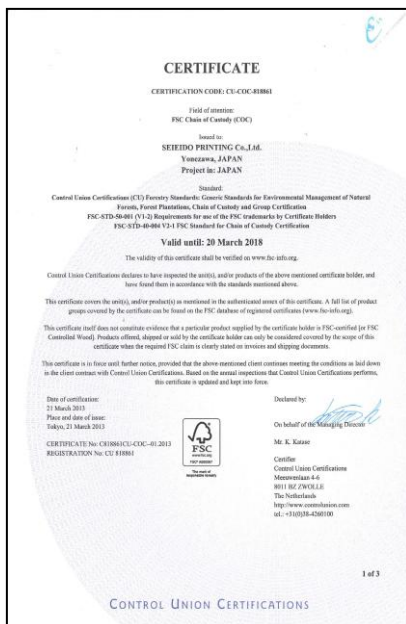 CERTIFICATE
CERTIFICATION CODE: CU-COC-818861
Field of attention:
FSC Chain of Custody (COC)
Issued to:
SEIEIDO PRINTING Co.,Ltd.
Yonezawa, JAPAN
Project in: JAPAN
Standard:
Control Union Certifications (CU) Forestry Standards: Generic Standards for Environmental Management of Natural
Forests, Forest Plantations, Chain of Custody and Group Certification
FSC-STD-50-001 (V1-2) Requirements for use of the FSC trademarks by Certificate Holders
FSC-STD-40-004 V2-1 FSC Standard for Chain of Custody Certification
Valid until: 20 March 2018
The validity of this certificate shall be verified on www.fsc-info.org.
Control Union Certifications declares to have inspected the unit(s), and/or products of the above mentioned certificate holder, and
have found them in accordance with the standards mentioned above.
This certificate covers the unit(s), and/or product(s) as mentioned in the authenticated annex of this certificate. A full list of product
groups covered by the certificate can be found on the FSC database of registered certificates (www.fsc-info.org).
This certificate itself does not constitute evidence that a particular product supplied by the certificate holder is FSC-certified [or FSC
Controlled Wood]. Products offered, shipped or sold by the certificate holder can only be considered covered by the scope of this
certificate when the required FSC claim is clearly stated on invoices and shipping documents.
This certificate is in force until further notice, provided that the above-mentioned client continues meeting the conditions as laid down
in the client contract with Control Union Certifications. Based on the annual inspections that Control Union Certifications performs,
this certificate is updated and kept into force.
Date of certification:
21 March 2013
Place and date of issue:
Tokyo, 21 March 2013
CERTIFICATE No: C818861CU-COC--01.2013
REGISTRATION No: CU 818861
FSC
www.fsc.org
The mark of
responsible forestry
Declared by:
On behalf of the Managing Director
Mr. K. Katase
Certifier
Control Union Certifications
Meeuwenlaan 4-6
8011 BZ ZWOLLE
The Netherlands
http://www.controlunion.com
tel.: +31(0)38-4260100
1 of 3
CONTROL UNION CERTIFICATIONS